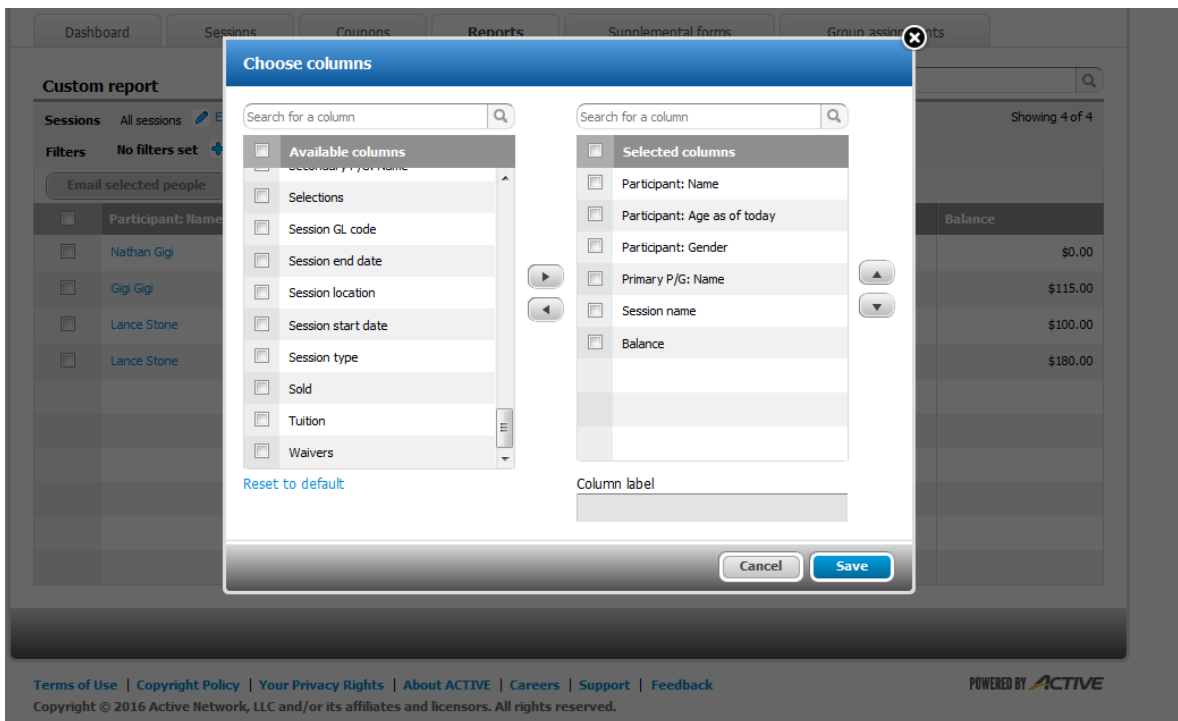 Dashboard Sessions Coupons Reports Supplemental forms Group assig nts
Choose columns
Custom report
Sessions All sessions E Showing 4 of 4
Filters No filters set
Email selected people
Participant: Name Balance
Nathan Gigi $0.00
Gigi Gigi $115.00
Lance Stone $100.00
Lance Stone $180.00
Search for a column
Available columns
Secondary P/G: Name
Selections
Session GL code
Session end date
Session location
Session start date
Session type
Sold
Tuition
Waivers
Reset to default
Search for a column
Selected columns
Participant: Name
Participant: Age as of today
Participant: Gender
Primary P/G: Name
Session name
Balance
Column label
Cancel Save
Terms of Use | Copyright Policy | Your Privacy Rights | About ACTIVE | Careers | Support | Feedback
POWERED BY ACTIVE
Copyright © 2016 Active Network, LLC and/or its affiliates and licensors. All rights reserved.